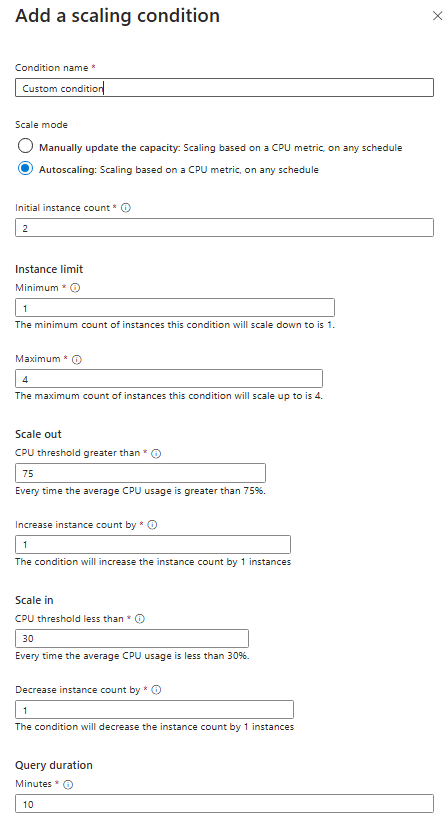 Add a scaling condition
Condition name *
Custom condition
Scale mode
Manually update the capacity: Scaling based on a CPU metric, on any schedule
Autoscaling: Scaling based on a CPU metric, on any schedule
Initial instance count *
2
Instance limit
Minimum *
1
The minimum count of instances this condition will scale down to is 1.
Maximum *
4
The maximum count of instances this condition will scale up to is 4.
Scale out
CPU threshold greater than *
75
Every time the average CPU usage is greater than 75%.
Increase instance count by *
1
The condition will increase the instance count by 1 instances
Scale in
CPU threshold less than *
30
Every time the average CPU usage is less than 30%.
Decrease instance count by *
1
The condition will decrease the instance count by 1 instances
Query duration
Minutes *
10